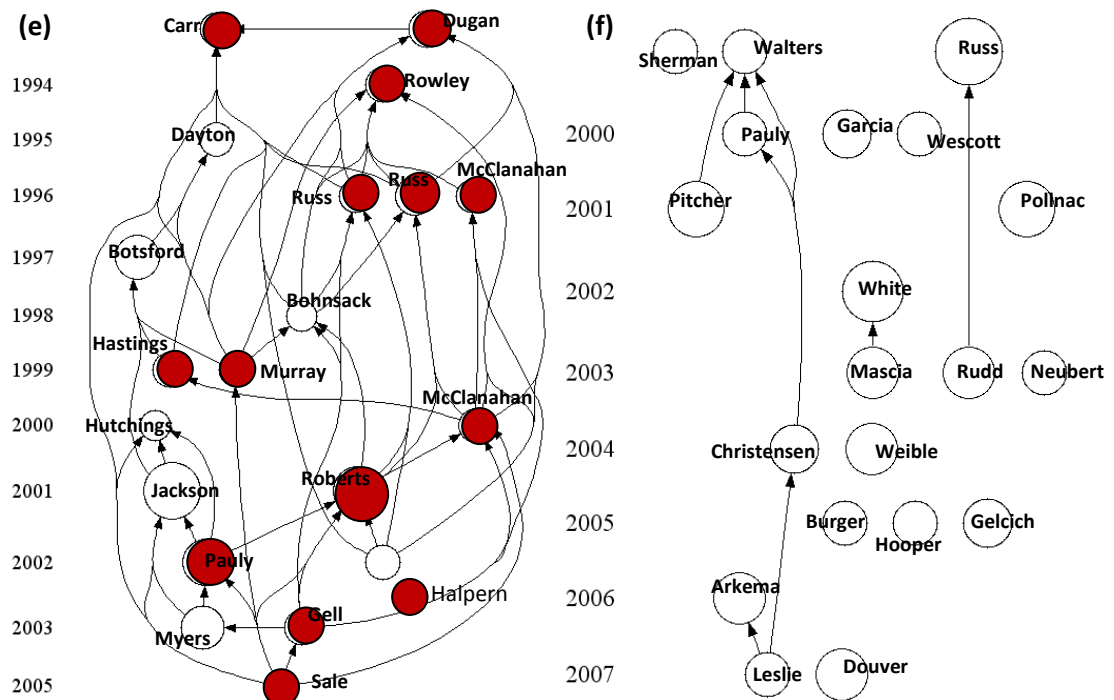 (e)
Carr
Dugan
1994
Rowley
1995
Dayton
1996
Russ
Russ
McClanahan
1997
Botsford
1998
Bohnsack
1999
Hastings
Murray
2000
McClanahan
Hutchings
2001
Jackson
Roberts
2002
Pauly
Halpern
2003
Myers
Gell
2005
Sale
(f)
Sherman
Walters
Russ
2000
Pauly
Garcia
Wescott
2001
Pitcher
Pollnac
2002
White
2003
Mascia
Rudd
Neubert
2004
Christensen
Weible
2005
Burger
Hooper
Gelcich
2006
Arkema
2007
Leslie
Douver